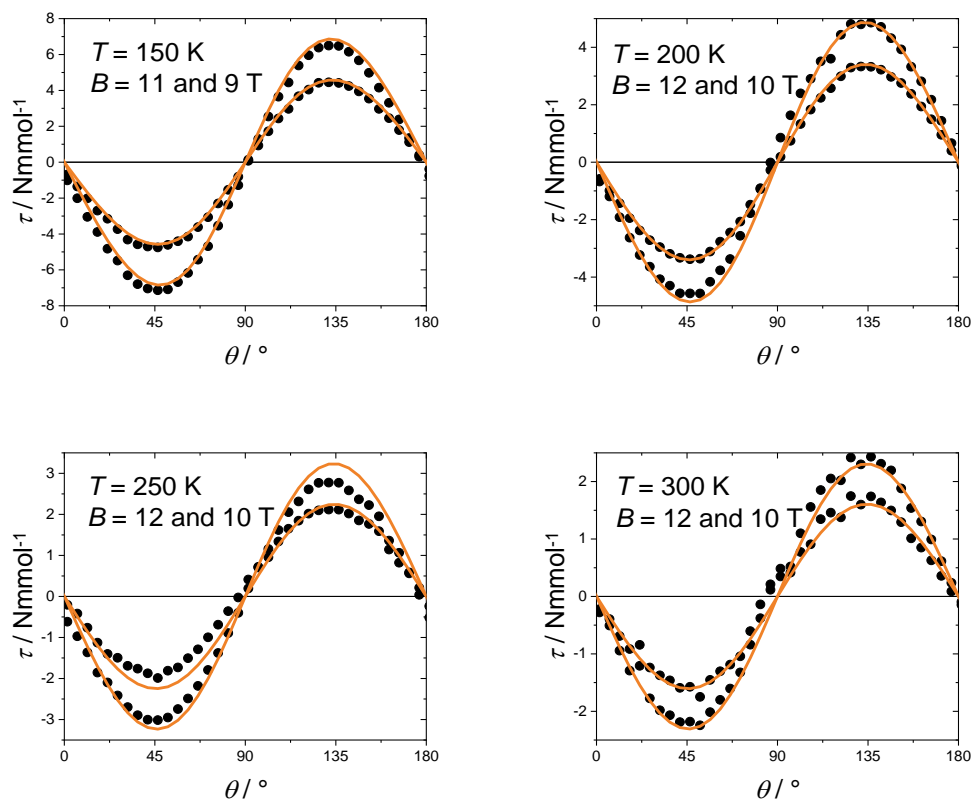 8
6
4
2
0
-2
-4
-6
-8
0
45
90
135
180
T = 150 K
B = 11 and 9 T
τ / Nmmol⁻¹
θ / °
4
2
0
-2
-4
0
45
90
135
180
T = 200 K
B = 12 and 10 T
τ / Nmmol⁻¹
θ / °
3
2
1
0
-1
-2
-3
0
45
90
135
180
T = 250 K
B = 12 and 10 T
τ / Nmmol⁻¹
θ / °
2
1
0
-1
-2
0
45
90
135
180
T = 300 K
B = 12 and 10 T
τ / Nmmol⁻¹
θ / °